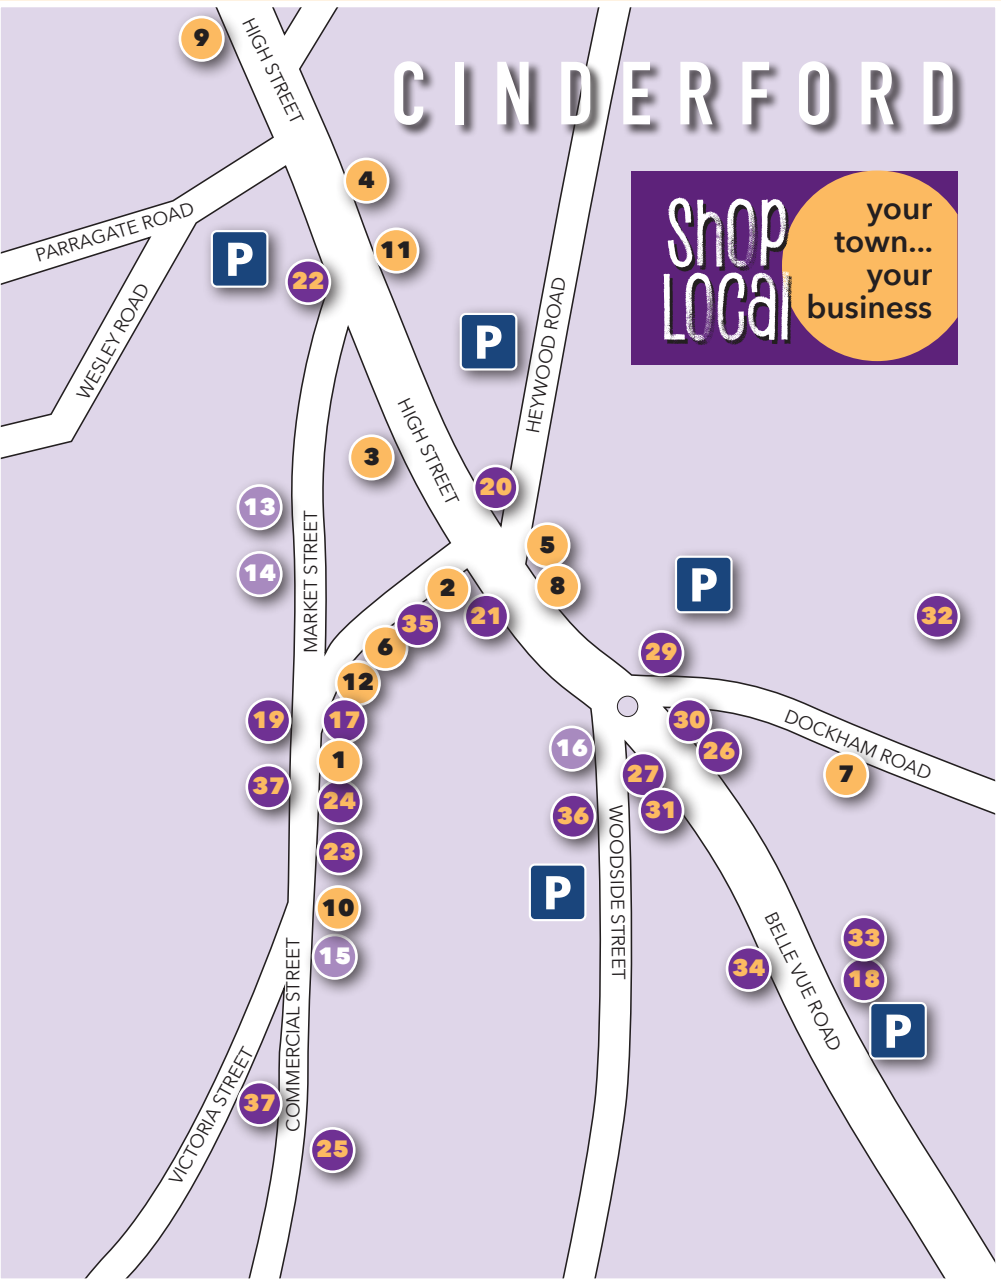 9
HIGH STREET
CINDERFORD
4
Shop
Local
your
town...
your
business
PARRAGATE ROAD
P
11
22
WESLEY ROAD
P
HEYWOOD ROAD
HIGH STREET
3
20
13
MARKET STREET
5
14
2
8
P
35
21
32
6
29
12
19
17
30
DOCKHAM ROAD
16
26
1
27
7
37
24
31
36
WOODSIDE STREET
23
P
10
BELLE VUE ROAD
33
15
34
18
COMMERCIAL STREET
P
VICTORIA STREET
37
25